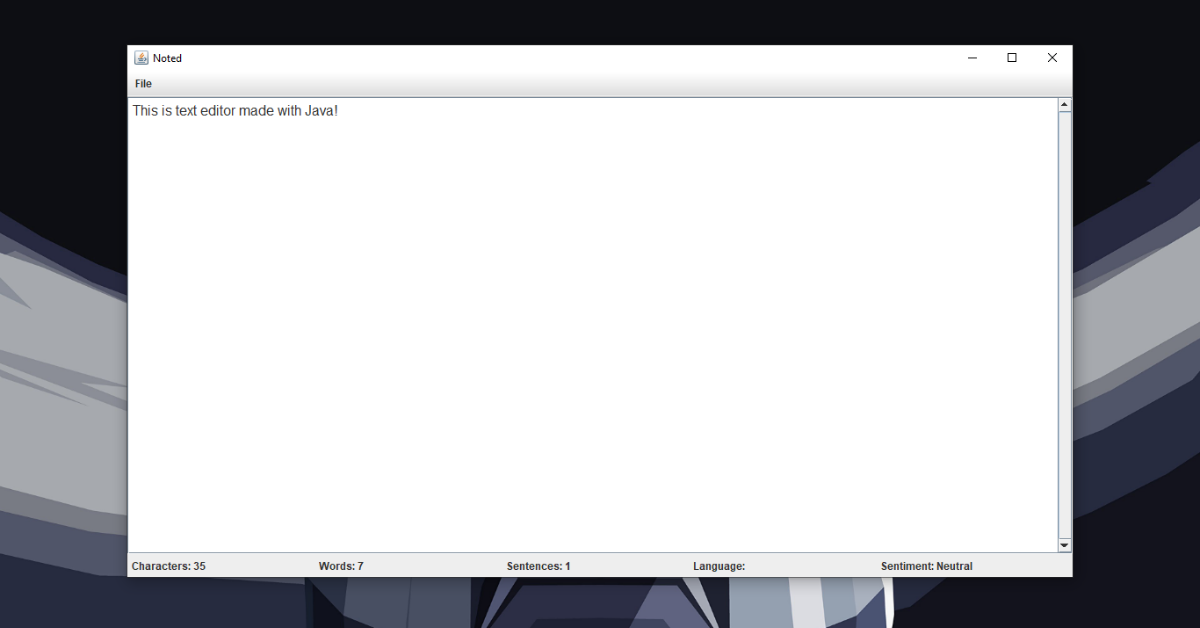 Noted
File
This is text editor made with Java!
Characters: 35 Words: 7 Sentences: 1 Language: Sentiment: Neutral